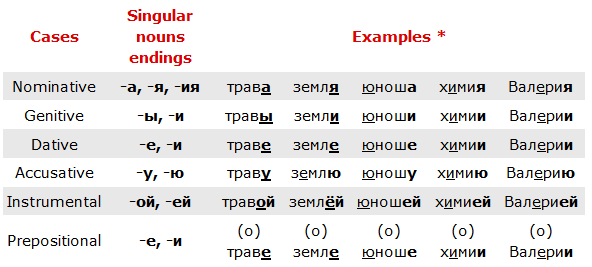 Cases Singular nouns endings Examples *
Nominative -а, -я, -ия трава земля юноша химия Валерия
Genitive -ы, -и травы земли юноши химии Валерии
Dative -е, -и траве земле юноше химии Валерии
Accusative -у, -ю траву землю юношу химию Валерию
Instrumental -ой, -ей травой землёй юношей химией Валерией
Prepositional -е, -и (о) траве (о) земле (о) юноше (о) химии (о) Валерии